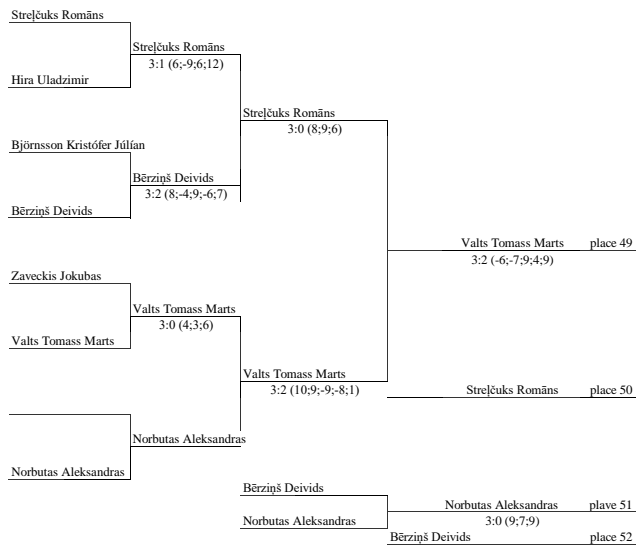 Streļčuks Romāns
Streļčuks Romāns
3:1 (6;-9;6;12)
Hira Uladzimir
Streļčuks Romāns
3:0 (8;9;6)
Björnsson Kristófer Júlían
Bērziņš Deivids
3:2 (8;-4;9;-6;7)
Bērziņš Deivids
Valts Tomass Marts place 49
3:2 (-6;-7;9;4;9)
Zaveckis Jokubas
Valts Tomass Marts
3:0 (4;3;6)
Valts Tomass Marts
Valts Tomass Marts
3:2 (10;9;-9;-8;1)
Streļčuks Romāns place 50
Norbutas Aleksandras
Norbutas Aleksandras
Bērziņš Deivids
Norbutas Aleksandras plave 51
3:0 (9;7;9)
Norbutas Aleksandras
Bērziņš Deivids place 52